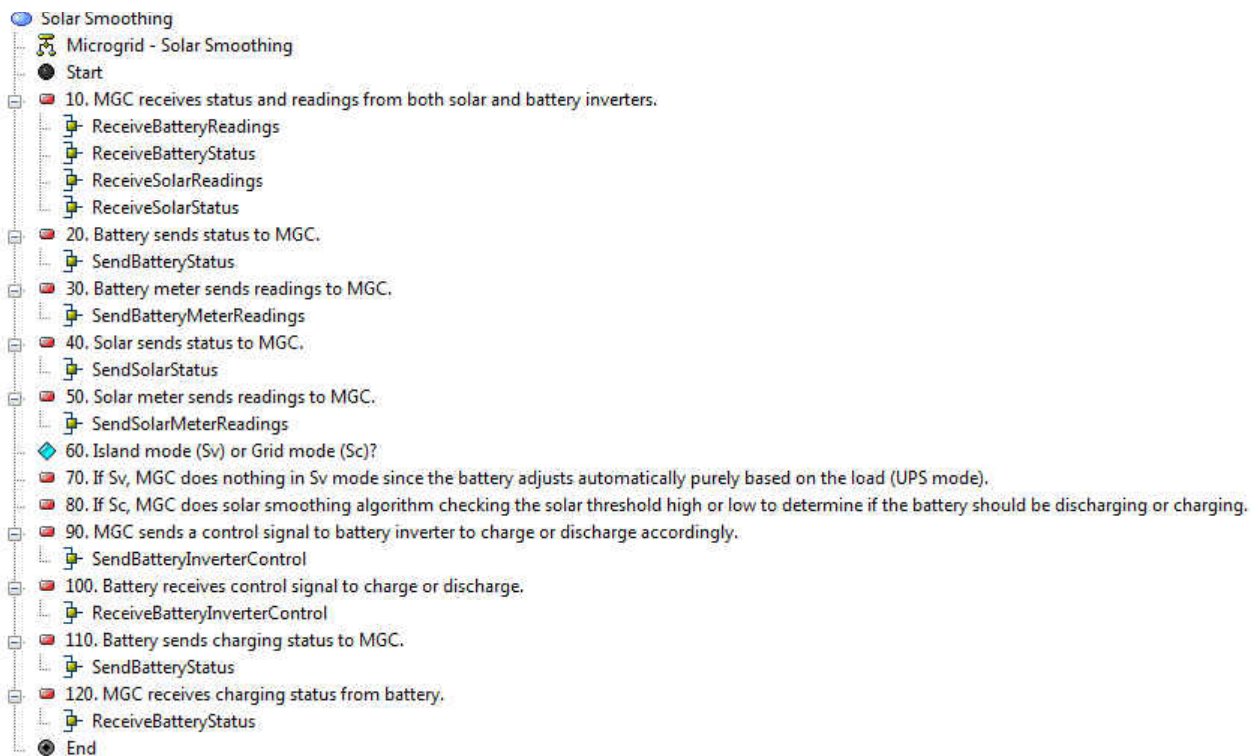 Solar Smoothing
Microgrid - Solar Smoothing
Start
10. MGC receives status and readings from both solar and battery inverters.
ReceiveBatteryReadings
ReceiveBatteryStatus
ReceiveSolarReadings
ReceiveSolarStatus
20. Battery sends status to MGC.
SendBatteryStatus
30. Battery meter sends readings to MGC.
SendBatteryMeterReadings
40. Solar sends status to MGC.
SendSolarStatus
50. Solar meter sends readings to MGC.
SendSolarMeterReadings
60. Island mode (Sv) or Grid mode (Sc)?
70. If Sv, MGC does nothing in Sv mode since the battery adjusts automatically purely based on the load (UPS mode).
80. If Sc, MGC does solar smoothing algorithm checking the solar threshold high or low to determine if the battery should be discharging or charging.
90. MGC sends a control signal to battery inverter to charge or discharge accordingly.
SendBatteryInverterControl
100. Battery receives control signal to charge or discharge.
ReceiveBatteryInverterControl
110. Battery sends charging status to MGC.
SendBatteryStatus
120. MGC receives charging status from battery.
ReceiveBatteryStatus
End